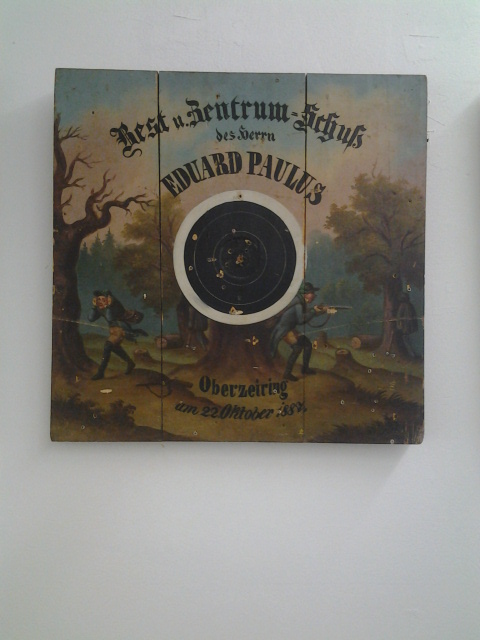 Best u. Zentrum-Schuß
des Herrn
EDUARD PAULUS
Oberzeiring
am 22. Oktober